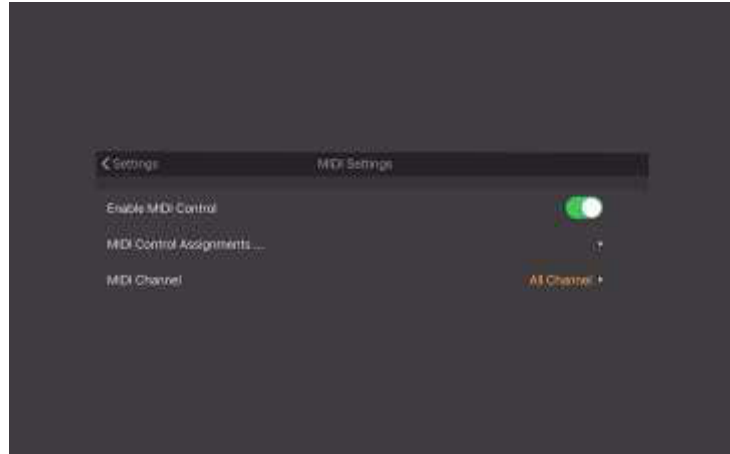 Settings MIDI Settings
Enable MIDI Control
MIDI Control Assignments ...
MIDI Channel All Channel